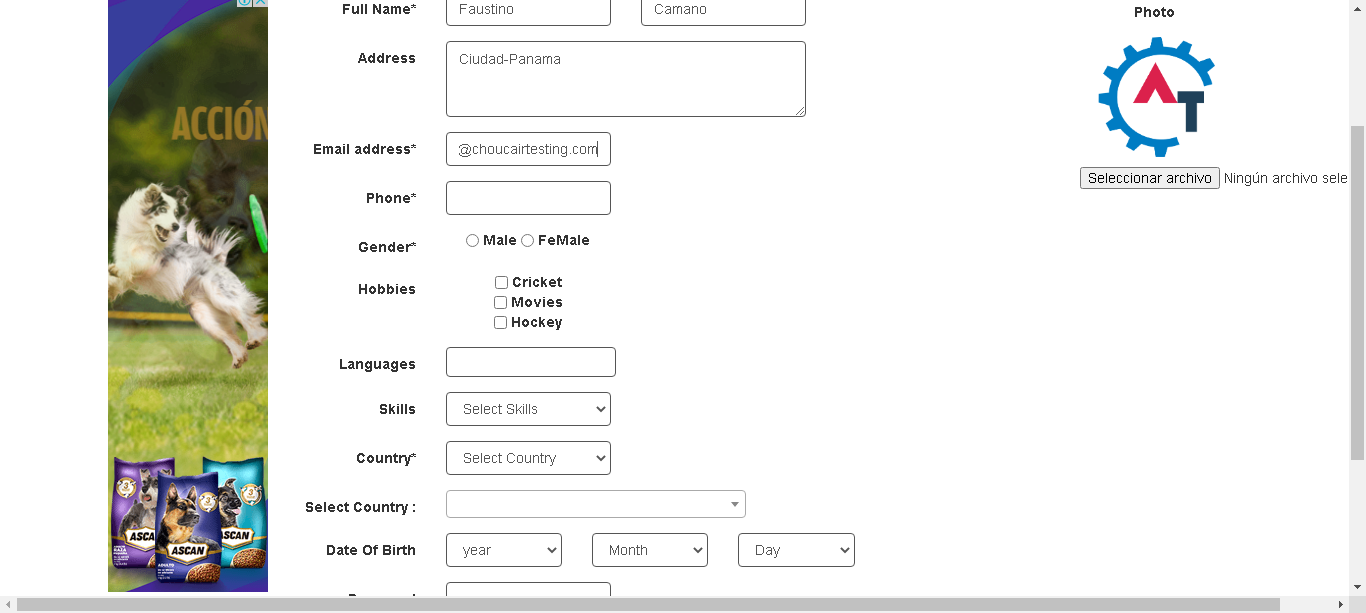 Full Name* Faustino Camano
Photo
Address Ciudad-Panama
Email address* @choucairtesting.com
Seleccionar archivo Ningún archivo sele
Phone*
Gender* Male FeMale
Hobbies Cricket
Movies
Hockey
Languages
Skills Select Skills
Country* Select Country
Select Country :
Date Of Birth year Month Day
ACCIÓN
ASCAN
ASCAN
ASCAN